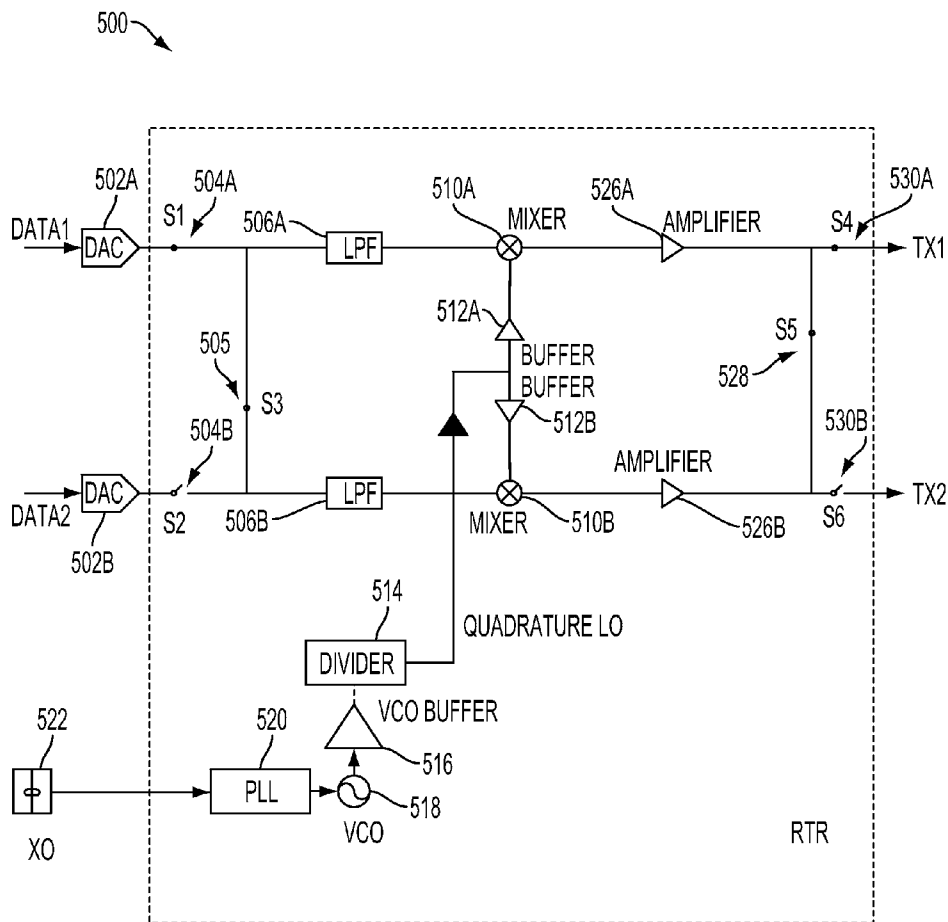 500
502A
504A
510A
526A
530A
DATA1
DAC
S1
506A
LPF
MIXER
AMPLIFIER
S4
TX1
512A
BUFFER
505
S3
S5
528
BUFFER
512B
504B
530B
DATA2
DAC
S2
506B
LPF
MIXER
510B
AMPLIFIER
526B
S6
TX2
502B
514
QUADRATURE LO
DIVIDER
VCO BUFFER
516
522
520
PLL
518
XO
VCO
RTR